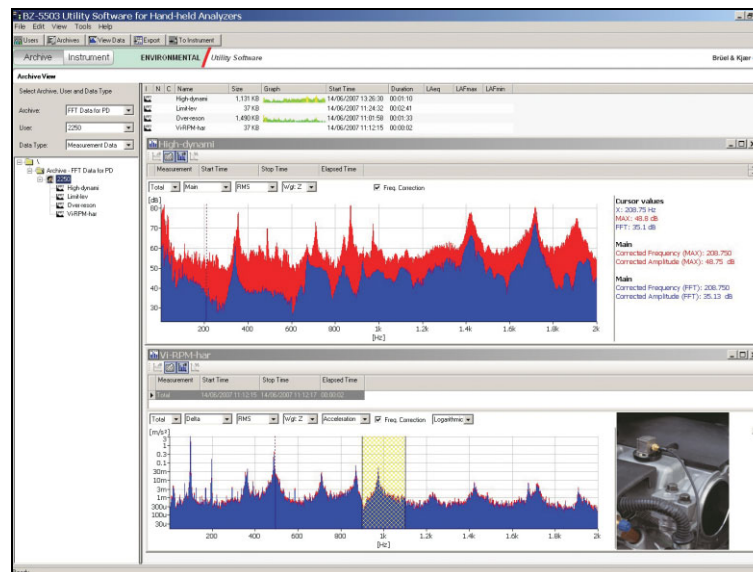 BZ-5503 Utility Software for Hand-held Analyzers
File Edit View Tools Help
Users Archives View Data Export To Instrument
Archive Instrument ENVIRONMENTAL Utility Software Brüel & Kjær
Archive View
Select Archive, User and Data Type
Archive: FFT Data for PD
User: 2250
Data Type: Measurement Data
\
Archive - FFT Data for PD
2250
High-dynami
Limit-lev
Over-reson
Vi-RPM-har
I N C Name Size Graph Start Time Duration LAeq LAFmax LAFmin
High-dynami 1,131 KB 14/06/2007 13:26:30 00:01:10
Limit-lev 37 KB 14/06/2007 11:24:32 00:02:41
Over-reson 1,490 KB 14/06/2007 11:01:58 00:01:33
Vi-RPM-har 37 KB 14/06/2007 11:12:15 00:00:02
High-dynami
Measurement Start Time Stop Time Elapsed Time
Total Main RMS Wgt Z Freq. Correction
[dB]
80
70
60
50
40
30
200 400 600 800 1k 1.2k 1.4k 1.6k 1.8k 2k
[Hz]
Cursor values
X: 208.75 Hz
MAX: 48.8 dB
FFT: 35.1 dB
Main
Corrected Frequency (MAX): 208.750
Corrected Amplitude (MAX): 48.75 dB
Main
Corrected Frequency (FFT): 208.750
Corrected Amplitude (FFT): 35.13 dB
Vi-RPM-har
Measurement Start Time Stop Time Elapsed Time
Total 14/06/2007 11:12:15 14/06/2007 11:12:17 00:00:02
Total Delta RMS Wgt Z Acceleration Freq. Correction Logarithmic
[m/s²]
3
1
0.3
0.1
30m
10m
3m
1m
300u
100u
30u
200 400 600 800 1k 1.2k 1.4k 1.6k 1.8k 2k
[Hz]